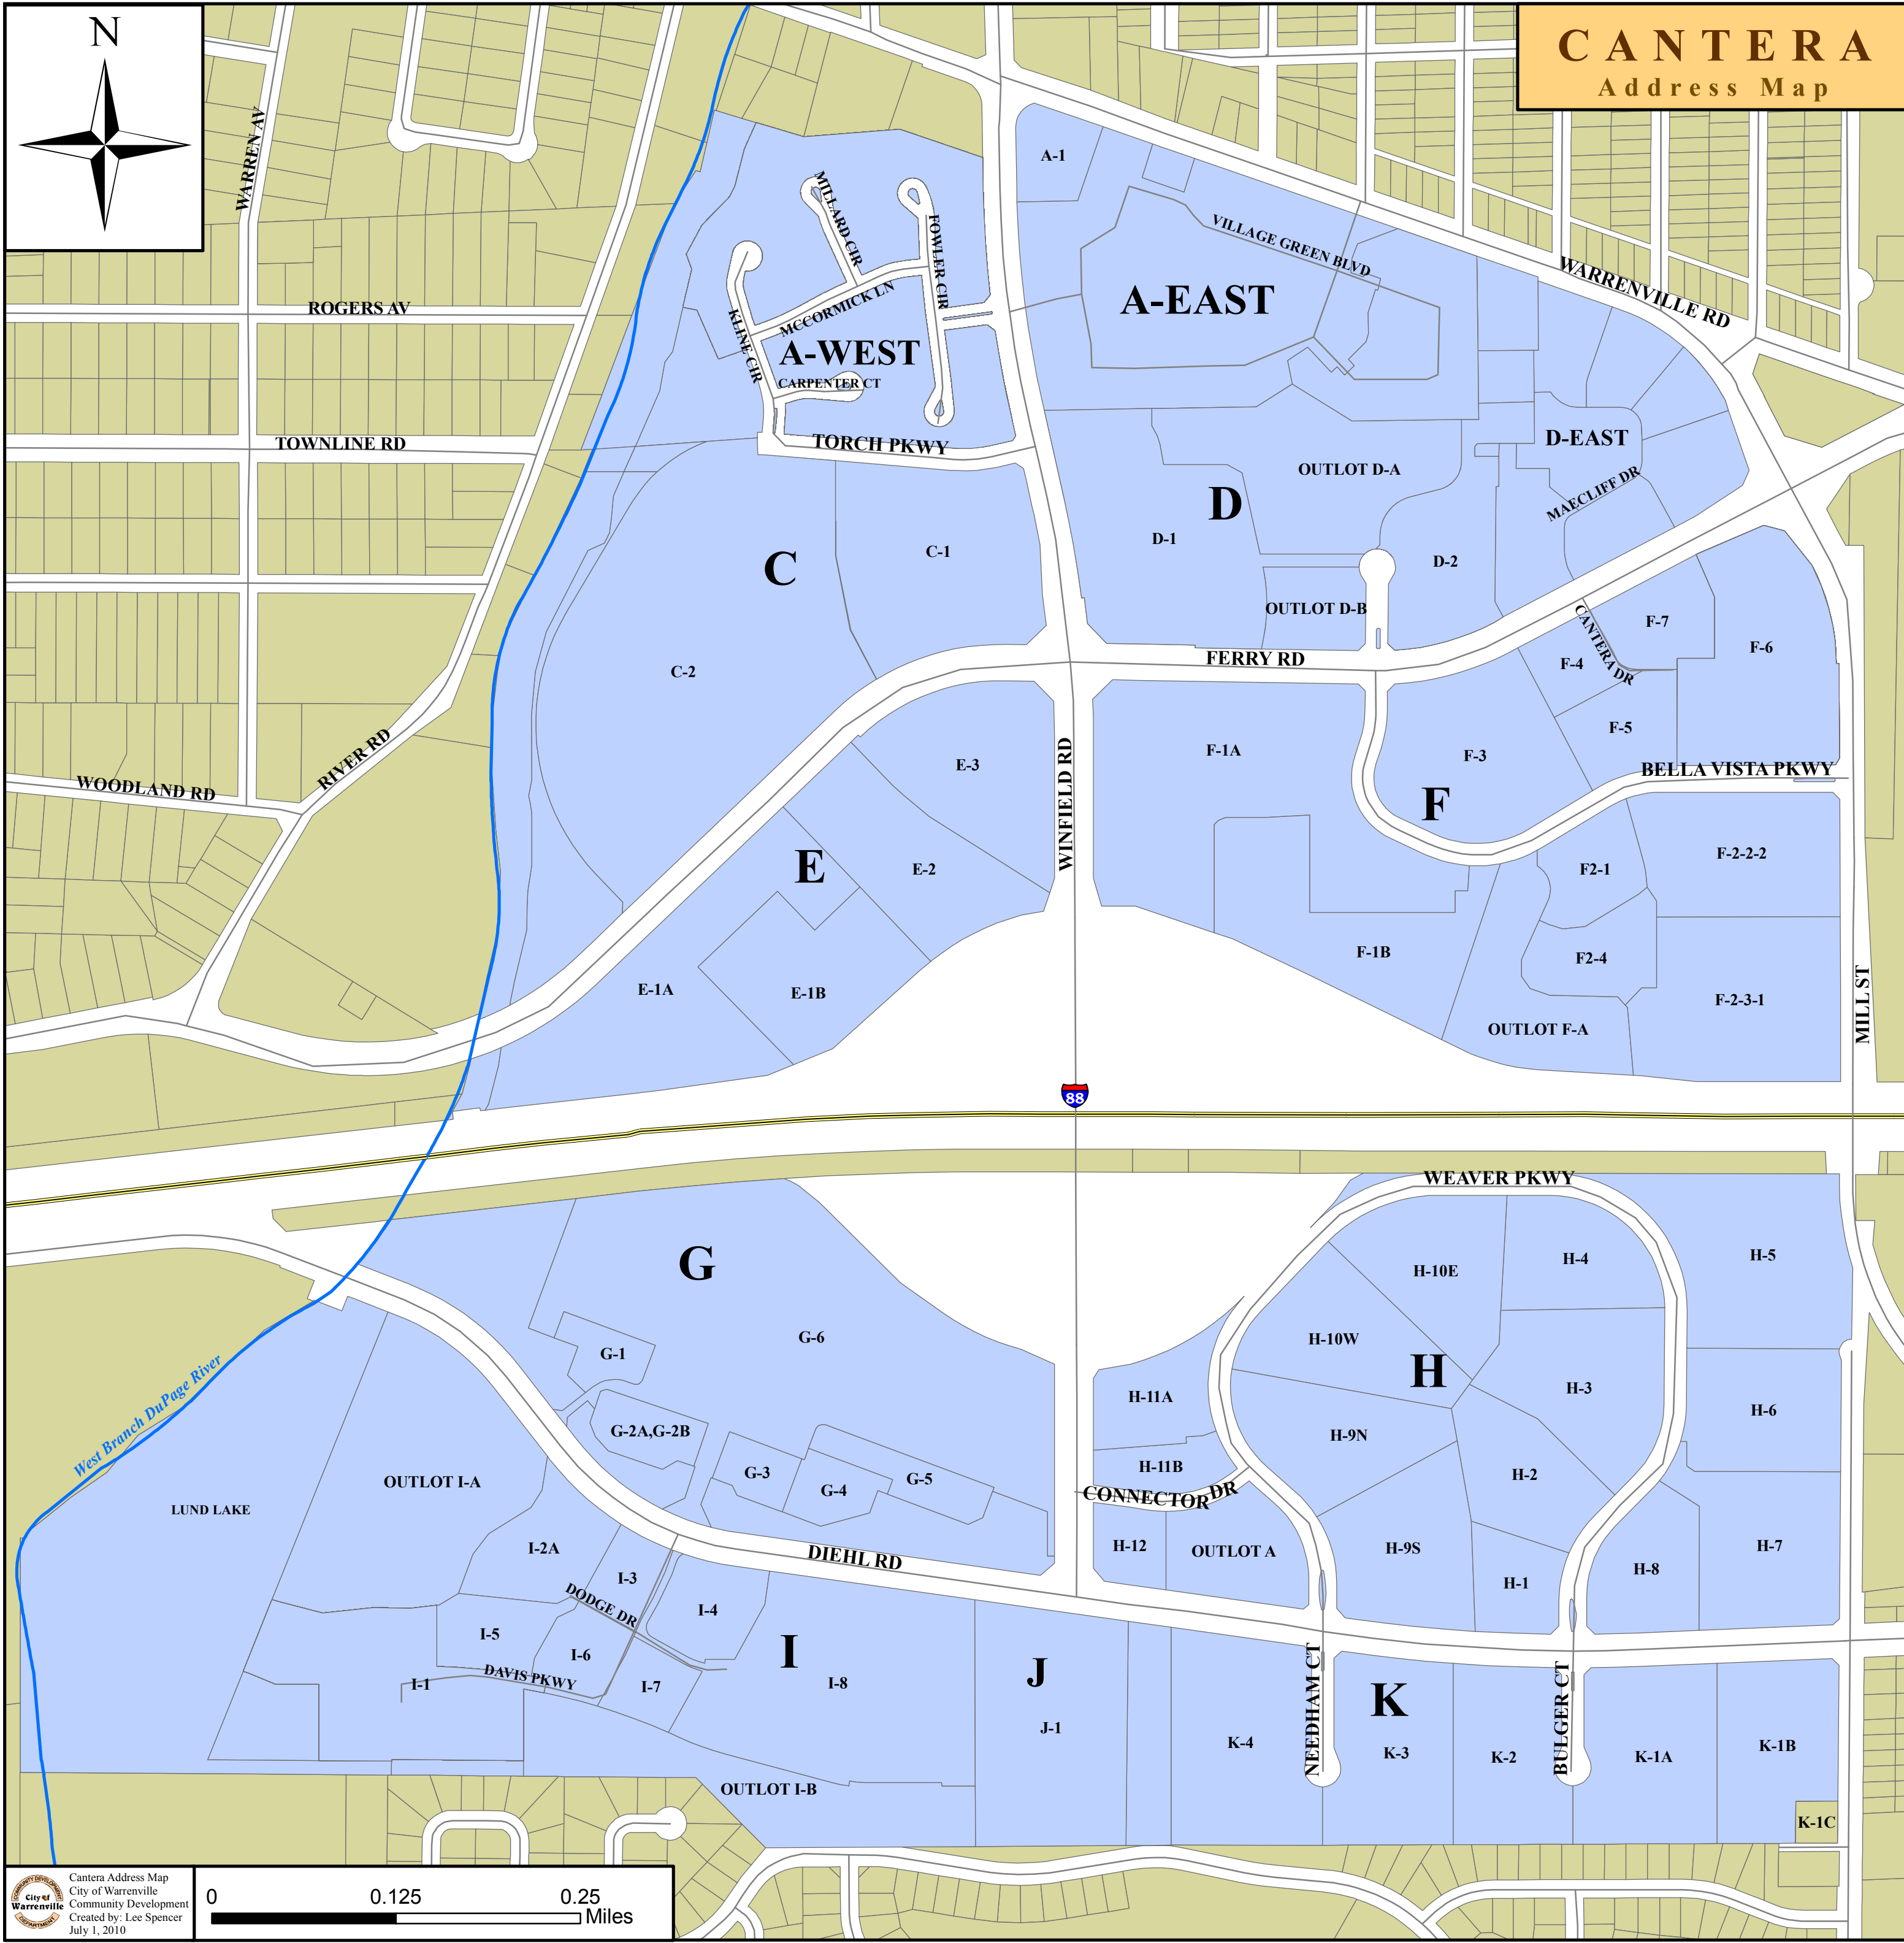 N
CANTERA
Address Map
WARREN AV
A-1
MILLARD CIR
FOWLER CIR
VILLAGE GREEN BLVD
WARRENVILLE RD
A-EAST
ROGERS AV
MCCORMICK LN
KLINE CIR
A-WEST
CARPENTER CT
TOWNLINE RD
TORCH PKWY
D-EAST
OUTLOT D-A
MAECLIFF DR
D
D-1
C-1
C
D-2
OUTLOT D-B
CANTERA DR
F-7
F-6
FERRY RD
F-4
C-2
F-5
RIVER RD
F-1A
F-3
E-3
BELLA VISTA PKWY
WOODLAND RD
WINFIELD RD
F
F-2-2-2
E
E-2
F2-1
F-1B
F2-4
E-1A
E-1B
F-2-3-1
MILL ST
OUTLOT F-A
88
WEAVER PKWY
G
H-10E
H-4
H-5
G-6
H-10W
G-1
H
H-3
H-11A
H-6
West Branch DuPage River
G-2A,G-2B
H-9N
H-11B
G-3
G-5
H-2
OUTLOT I-A
G-4
CONNECTOR DR
LUND LAKE
I-2A
H-12
OUTLOT A
H-9S
H-7
DIEHL RD
I-3
H-1
H-8
DODGE DR
I-4
I-5
I-6
I
J
NEEDHAM CT
BULGER CT
DAVIS PKWY
I-1
I-7
I-8
K
J-1
K-4
K-3
K-2
K-1A
K-1B
OUTLOT I-B
K-1C
COMMUNITY DEVELOPMENT
City of
Warrenville
DEPARTMENT
Cantera Address Map
City of Warrenville
Community Development
Created by: Lee Spencer
July 1, 2010
0 0.125 0.25
Miles